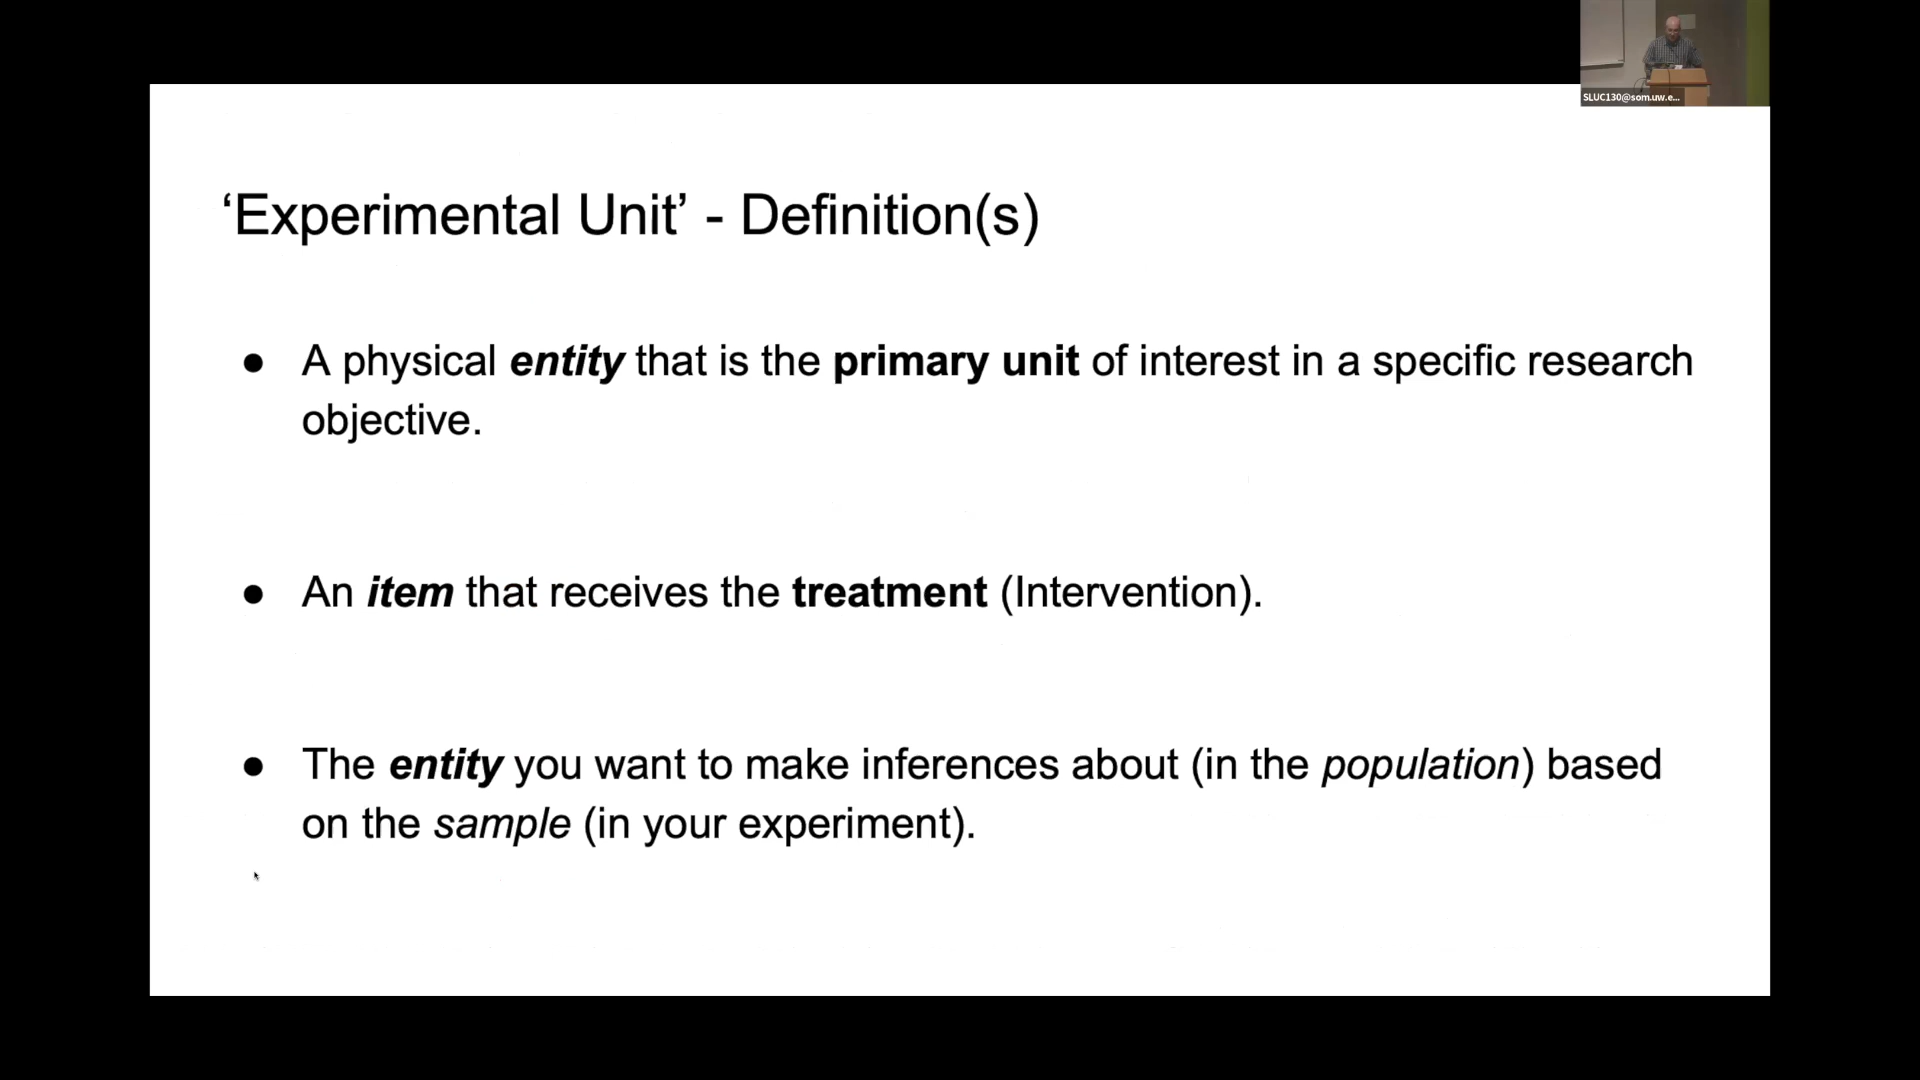 SLUC130@som.uw.e...
‘Experimental Unit’ - Definition(s)
● A physical entity that is the primary unit of interest in a specific research
objective.
● An item that receives the treatment (Intervention).
● The entity you want to make inferences about (in the population) based
on the sample (in your experiment).